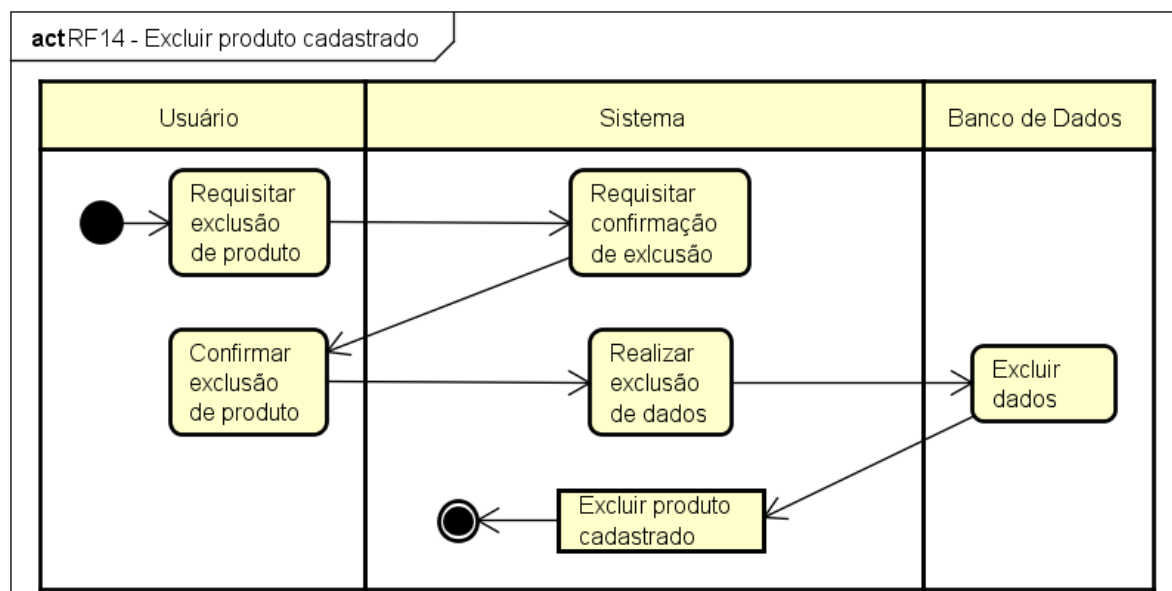 act RF14 - Excluir produto cadastrado
Usuário
Sistema
Banco de Dados
Requisitar
exclusão
de produto
Requisitar
confirmação
de exlcusão
Confirmar
exclusão
de produto
Realizar
exclusão
de dados
Excluir
dados
Excluir produto
cadastrado